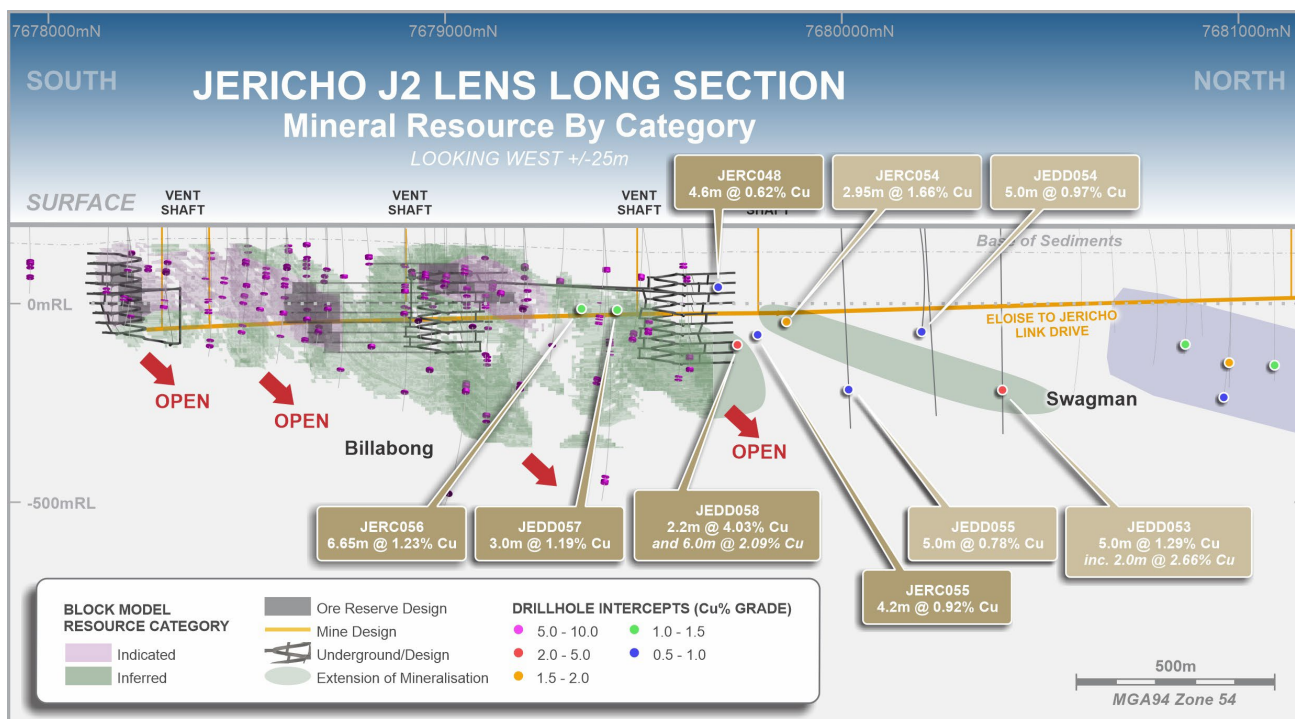 7678000mN
7679000mN
7680000mN
7681000mN
SOUTH
NORTH
JERICHO J2 LENS LONG SECTION
Mineral Resource By Category
LOOKING WEST +/-25m
SURFACE
VENT
SHAFT
VENT
SHAFT
VENT
SHAFT
SHAFT
JERC048
4.6m @ 0.62% Cu
JERC054
2.95m @ 1.66% Cu
JEDD054
5.0m @ 0.97% Cu
Base of Sediments
0mRL
ELOISE TO JERICHO
LINK DRIVE
OPEN
OPEN
OPEN
Billabong
Swagman
-500mRL
JERC056
6.65m @ 1.23% Cu
JEDD057
3.0m @ 1.19% Cu
JEDD058
2.2m @ 4.03% Cu
and 6.0m @ 2.09% Cu
JEDD055
5.0m @ 0.78% Cu
JEDD053
5.0m @ 1.29% Cu
inc. 2.0m @ 2.66% Cu
JERC055
4.2m @ 0.92% Cu
BLOCK MODEL
RESOURCE CATEGORY
Indicated
Inferred
Ore Reserve Design
Mine Design
Underground/Design
Extension of Mineralisation
DRILLHOLE INTERCEPTS (Cu% GRADE)
5.0 - 10.0
2.0 - 5.0
1.5 - 2.0
1.0 - 1.5
0.5 - 1.0
500m
MGA94 Zone 54